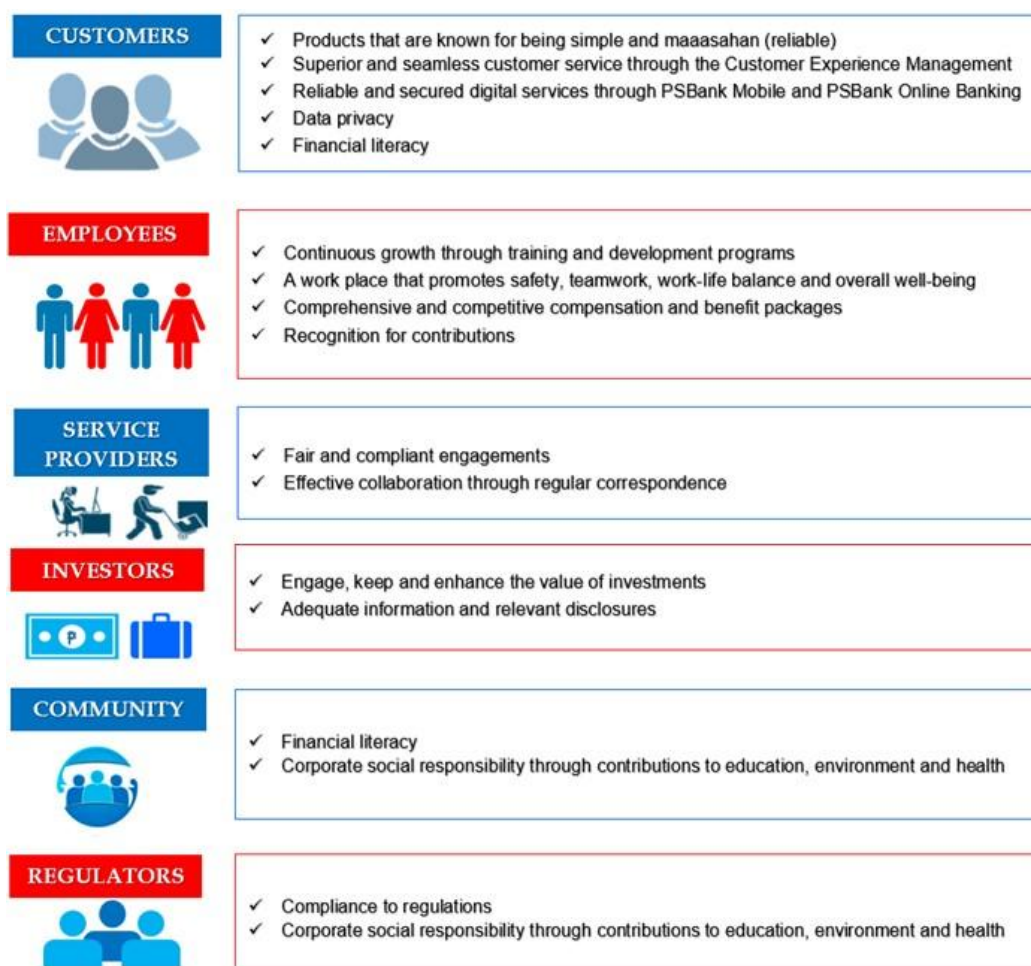 CUSTOMERS
✓ Products that are known for being simple and maaasahan (reliable)
✓ Superior and seamless customer service through the Customer Experience Management
✓ Reliable and secured digital services through PSBank Mobile and PSBank Online Banking
✓ Data privacy
✓ Financial literacy
EMPLOYEES
✓ Continuous growth through training and development programs
✓ A work place that promotes safety, teamwork, work-life balance and overall well-being
✓ Comprehensive and competitive compensation and benefit packages
✓ Recognition for contributions
SERVICE
PROVIDERS
✓ Fair and compliant engagements
✓ Effective collaboration through regular correspondence
INVESTORS
₱
✓ Engage, keep and enhance the value of investments
✓ Adequate information and relevant disclosures
COMMUNITY
✓ Financial literacy
✓ Corporate social responsibility through contributions to education, environment and health
REGULATORS
✓ Compliance to regulations
✓ Corporate social responsibility through contributions to education, environment and health